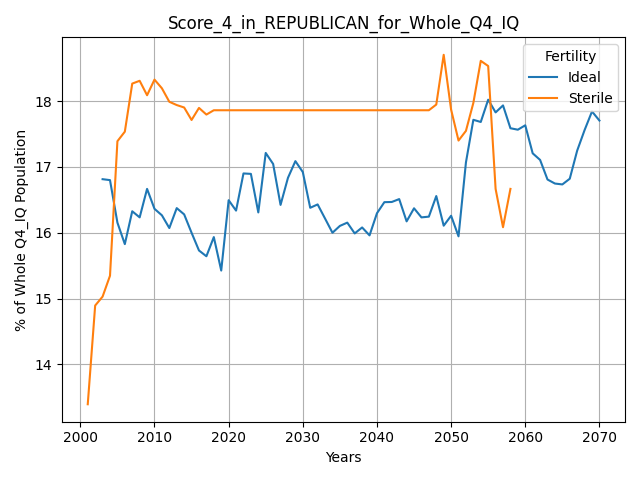 Score_4_in_REPUBLICAN_for_Whole_Q4_IQ
Fertility
Ideal
Sterile
% of Whole Q4_IQ Population
18
17
16
15
14
2000 2010 2020 2030 2040 2050 2060 2070
Years